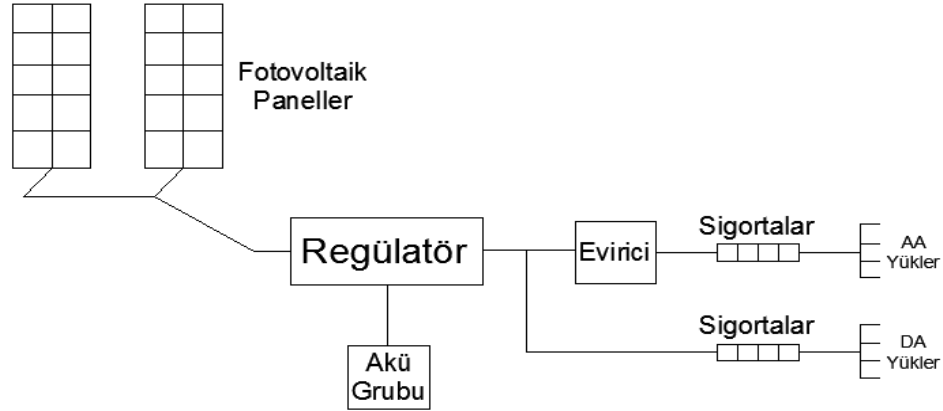 Fotovoltaik
Paneller
Regülatör
Evirici
Sigortalar
AA
Yükler
Sigortalar
DA
Yükler
Akü
Grubu